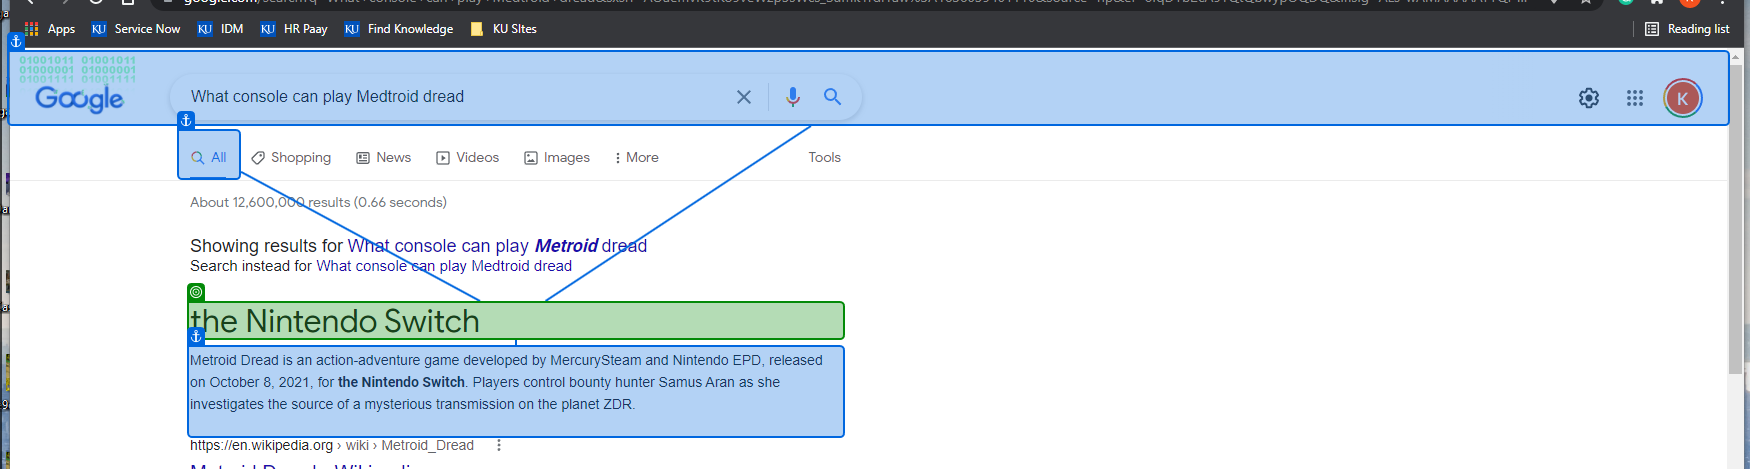 Apps Service Now IDM HR Paay Find Knowledge KU SItes Reading list
01001011 01001011
01000001 01000001
01001111 01001111
Google What console can play Medtroid dread K
All Shopping News Videos Images More Tools
About 12,600,000 results (0.66 seconds)
Showing results for What console can play Metroid dread
Search instead for What console can play Medtroid dread
the Nintendo Switch
Metroid Dread is an action-adventure game developed by MercurySteam and Nintendo EPD, released
on October 8, 2021, for the Nintendo Switch. Players control bounty hunter Samus Aran as she
investigates the source of a mysterious transmission on the planet ZDR.
https://en.wikipedia.org › wiki › Metroid_Dread